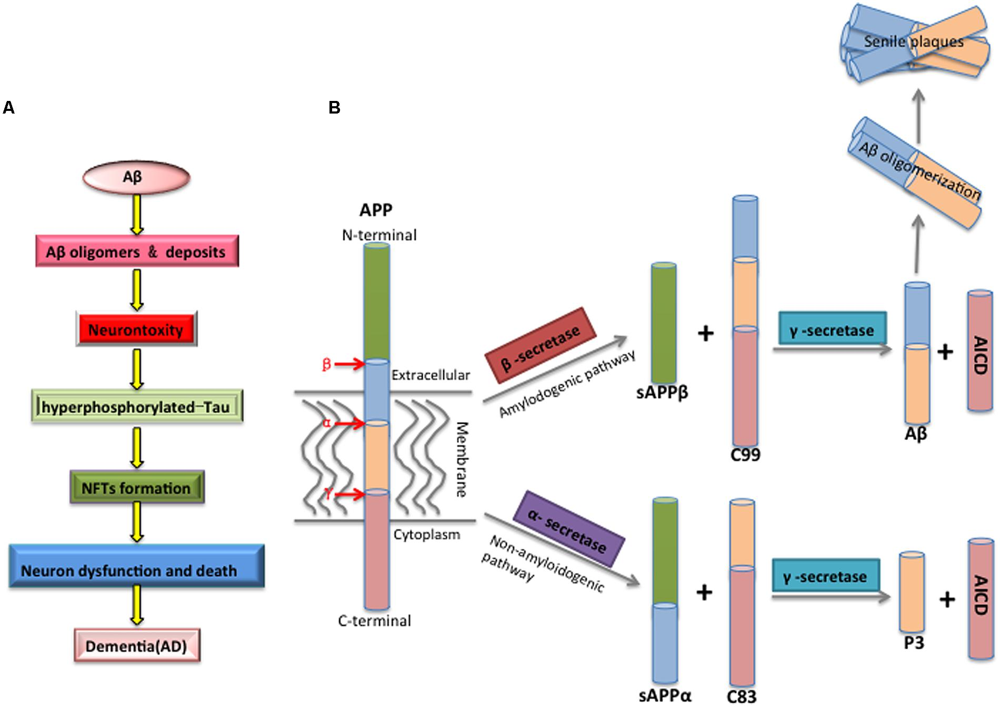 A
Aβ
Aβ oligomers & deposits
Neurontoxity
hyperphosphorylated–Tau
NFTs formation
Neuron dysfunction and death
Dementia(AD)
B
APP
N-terminal
β
Extracellular
α
Membrane
γ
Cytoplasm
C-terminal
β -secretase
Amylodogenic pathway
sAPPβ
+
C99
γ -secretase
Aβ
+
AICD
Aβ oligomerization
Senile plaques
α- secretase
Non-amyloidogenic
pathway
sAPPα
+
C83
γ -secretase
P3
+
AICD